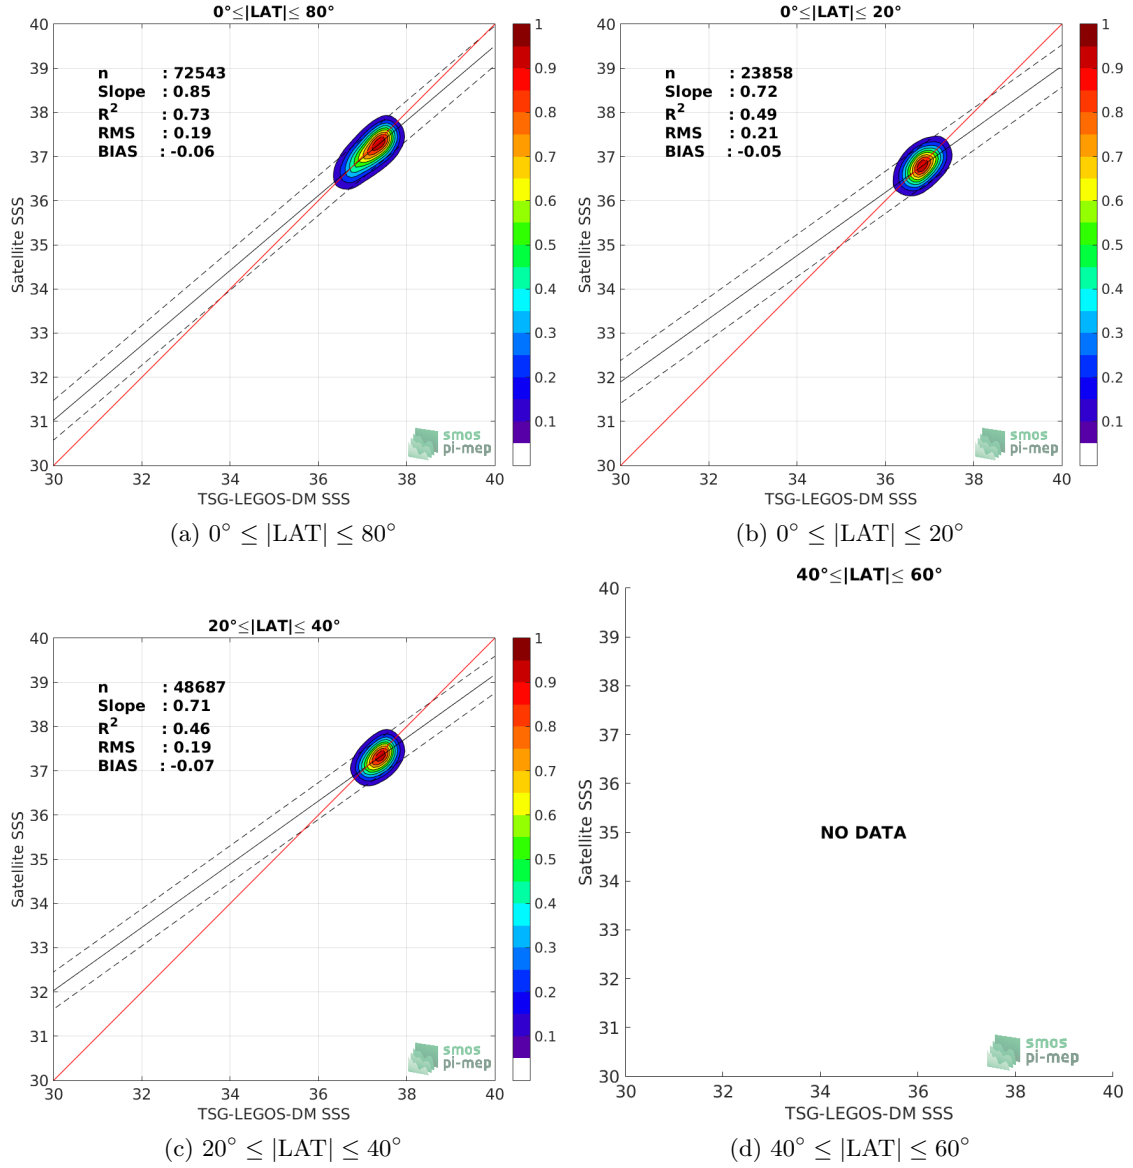 0°≤|LAT|≤ 80°
n : 72543
Slope : 0.85
R2 : 0.73
RMS : 0.19
BIAS : -0.06
40
39
38
37
36
35
34
33
32
31
30
Satellite SSS
30 32 34 36 38 40
TSG-LEGOS-DM SSS
1
0.9
0.8
0.7
0.6
0.5
0.4
0.3
0.2
0.1
smos
pi-mep
(a) 0° ≤ |LAT| ≤ 80°
0°≤|LAT|≤ 20°
n : 23858
Slope : 0.72
R2 : 0.49
RMS : 0.21
BIAS : -0.05
40
39
38
37
36
35
34
33
32
31
30
Satellite SSS
30 32 34 36 38 40
TSG-LEGOS-DM SSS
1
0.9
0.8
0.7
0.6
0.5
0.4
0.3
0.2
0.1
smos
pi-mep
(b) 0° ≤ |LAT| ≤ 20°
20°≤|LAT|≤ 40°
n : 48687
Slope : 0.71
R2 : 0.46
RMS : 0.19
BIAS : -0.07
40
39
38
37
36
35
34
33
32
31
30
Satellite SSS
30 32 34 36 38 40
TSG-LEGOS-DM SSS
1
0.9
0.8
0.7
0.6
0.5
0.4
0.3
0.2
0.1
smos
pi-mep
(c) 20° ≤ |LAT| ≤ 40°
40°≤|LAT|≤ 60°
40
39
38
37
36
35
34
33
32
31
30
Satellite SSS
NO DATA
30 32 34 36 38 40
TSG-LEGOS-DM SSS
smos
pi-mep
(d) 40° ≤ |LAT| ≤ 60°